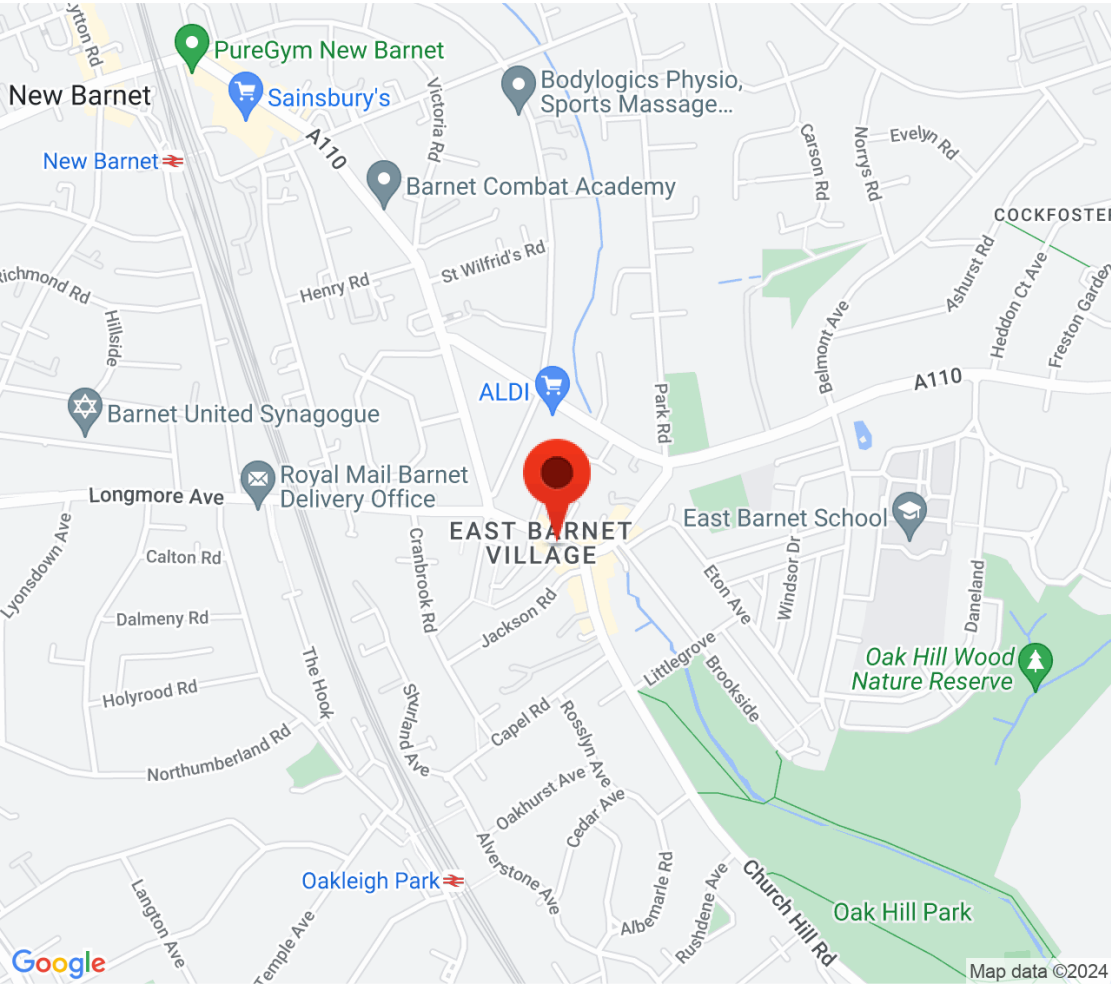 Lytton Rd
PureGym New Barnet
New Barnet
Sainsbury's
Bodylogics Physio,
Sports Massage...
Victoria Rd
A110
Carson Rd
Norrys Rd
Evelyn Rd
New Barnet
Barnet Combat Academy
COCKFOSTER
St Wilfrid's Rd
Richmond Rd
Henry Rd
Hillside
Ashurst Rd
Heddon Ct Ave
Freston Garden
Belmont Ave
A110
ALDI
Park Rd
Barnet United Synagogue
Royal Mail Barnet
Delivery Office
Longmore Ave
EAST BARNET
VILLAGE
East Barnet School
Lyonsdown Ave
Calton Rd
Cranbrook Rd
Windsor Dr
Eton Ave
Daneland
Dalmeny Rd
Jackson Rd
Littlegrove
Brookside
Oak Hill Wood
Nature Reserve
Holyrood Rd
The Hook
Shurland Ave
Capel Rd
Rosslyn Ave
Northumberland Rd
Oakhurst Ave
Cedar Ave
Oakleigh Park
Alverstone Ave
Albemarle Rd
Rushdene Ave
Church Hill Rd
Oak Hill Park
Langton Ave
Temple Ave
Google
Map data ©2024